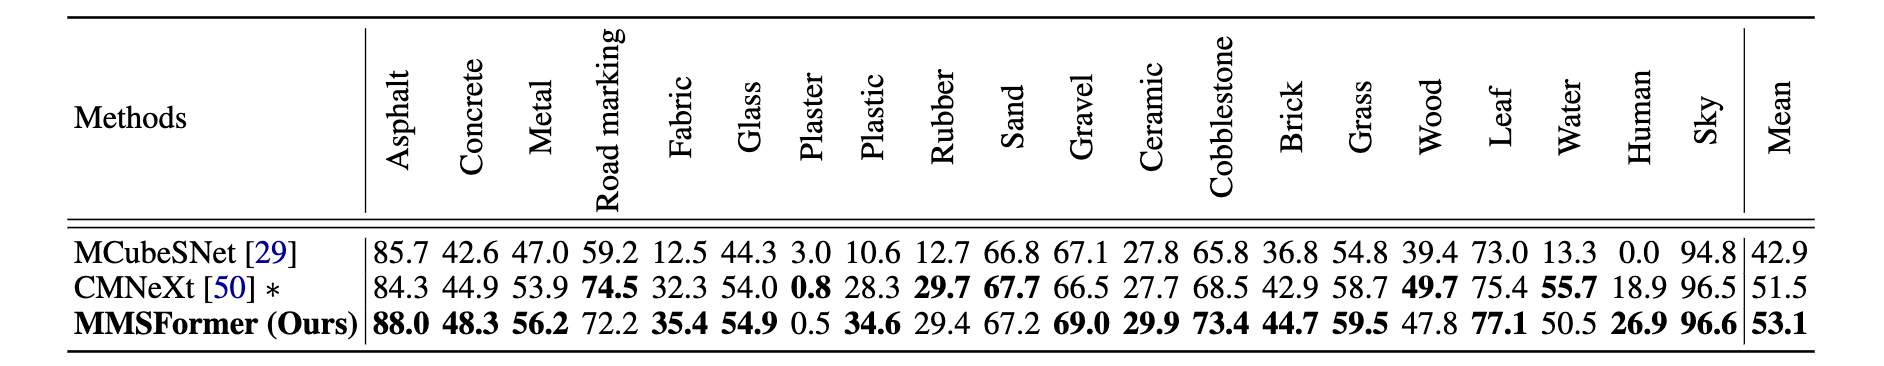 Methods Asphalt Concrete Metal Road marking Fabric Glass Plaster Plastic Rubber Sand Gravel Ceramic Cobblestone Brick Grass Wood Leaf Water Human Sky Mean
MCubeSNet [29] 85.7 42.6 47.0 59.2 12.5 44.3 3.0 10.6 12.7 66.8 67.1 27.8 65.8 36.8 54.8 39.4 73.0 13.3 0.0 94.8 42.9
CMNeXt [50] * 84.3 44.9 53.9 74.5 32.3 54.0 0.8 28.3 29.7 67.7 66.5 27.7 68.5 42.9 58.7 49.7 75.4 55.7 18.9 96.5 51.5
MMSFormer (Ours) 88.0 48.3 56.2 72.2 35.4 54.9 0.5 34.6 29.4 67.2 69.0 29.9 73.4 44.7 59.5 47.8 77.1 50.5 26.9 96.6 53.1